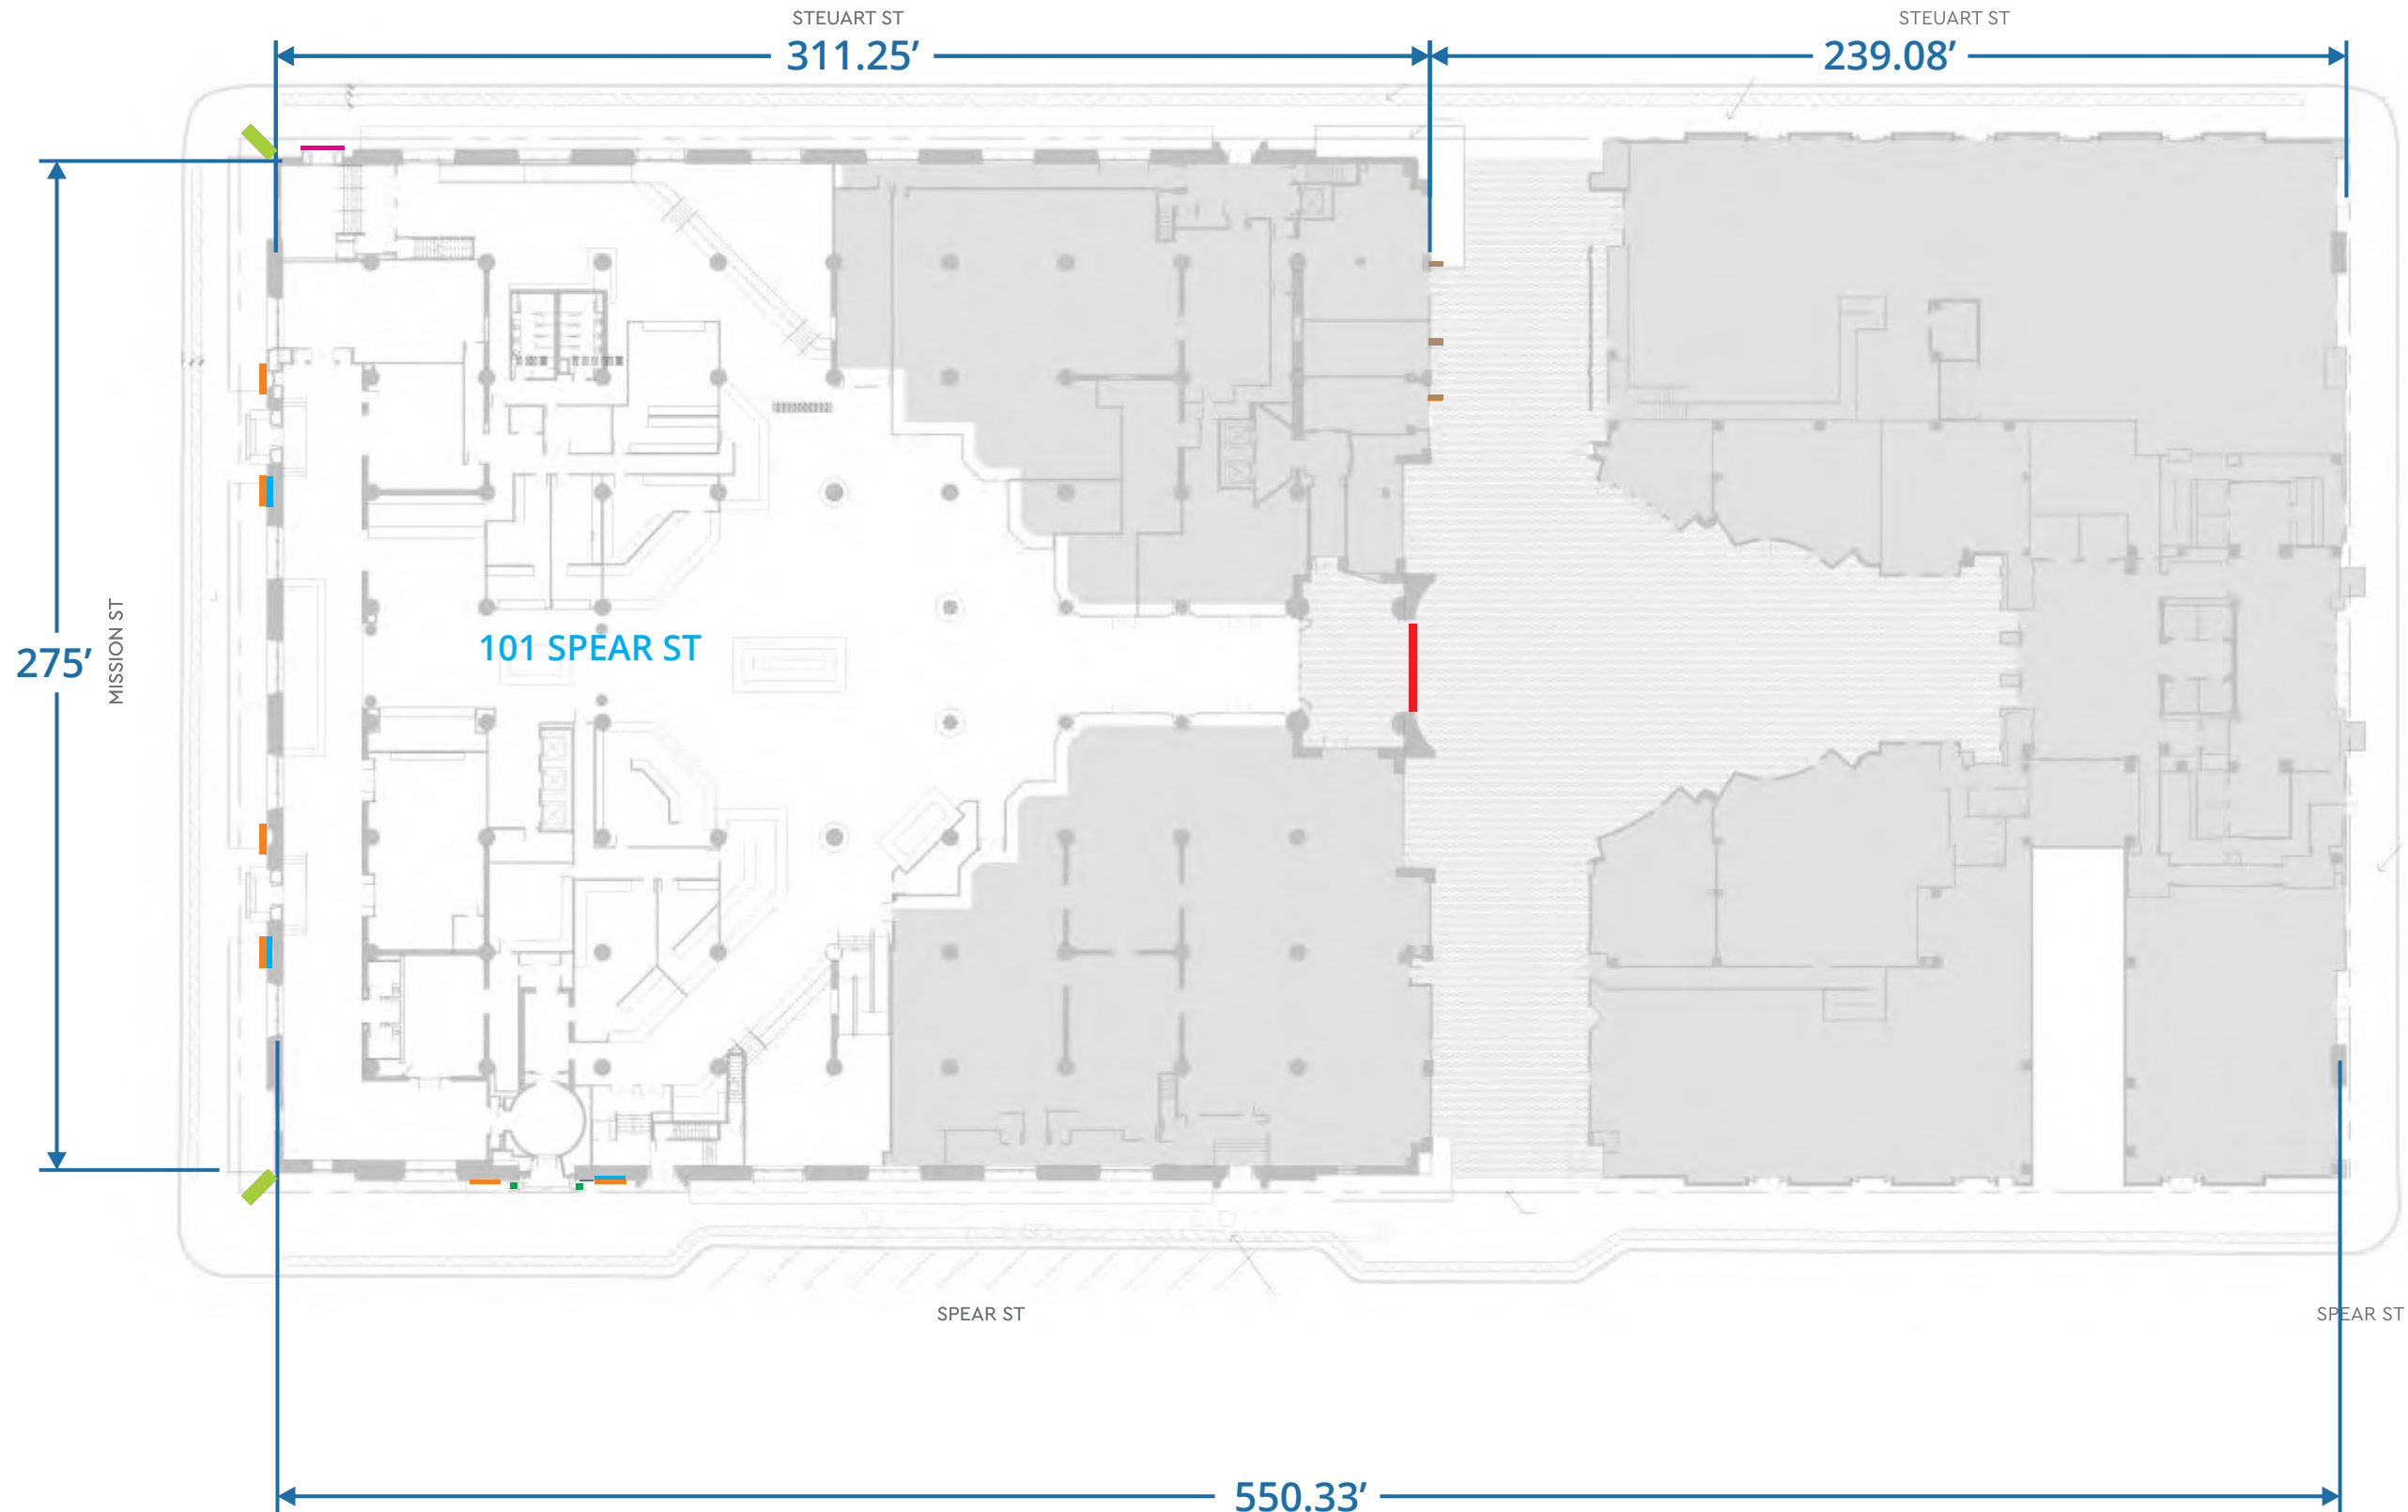 STEUART ST
STEUART ST
311.25’
239.08’
275’
MISSION ST
101 SPEAR ST
SPEAR ST
SPEAR ST
550.33’